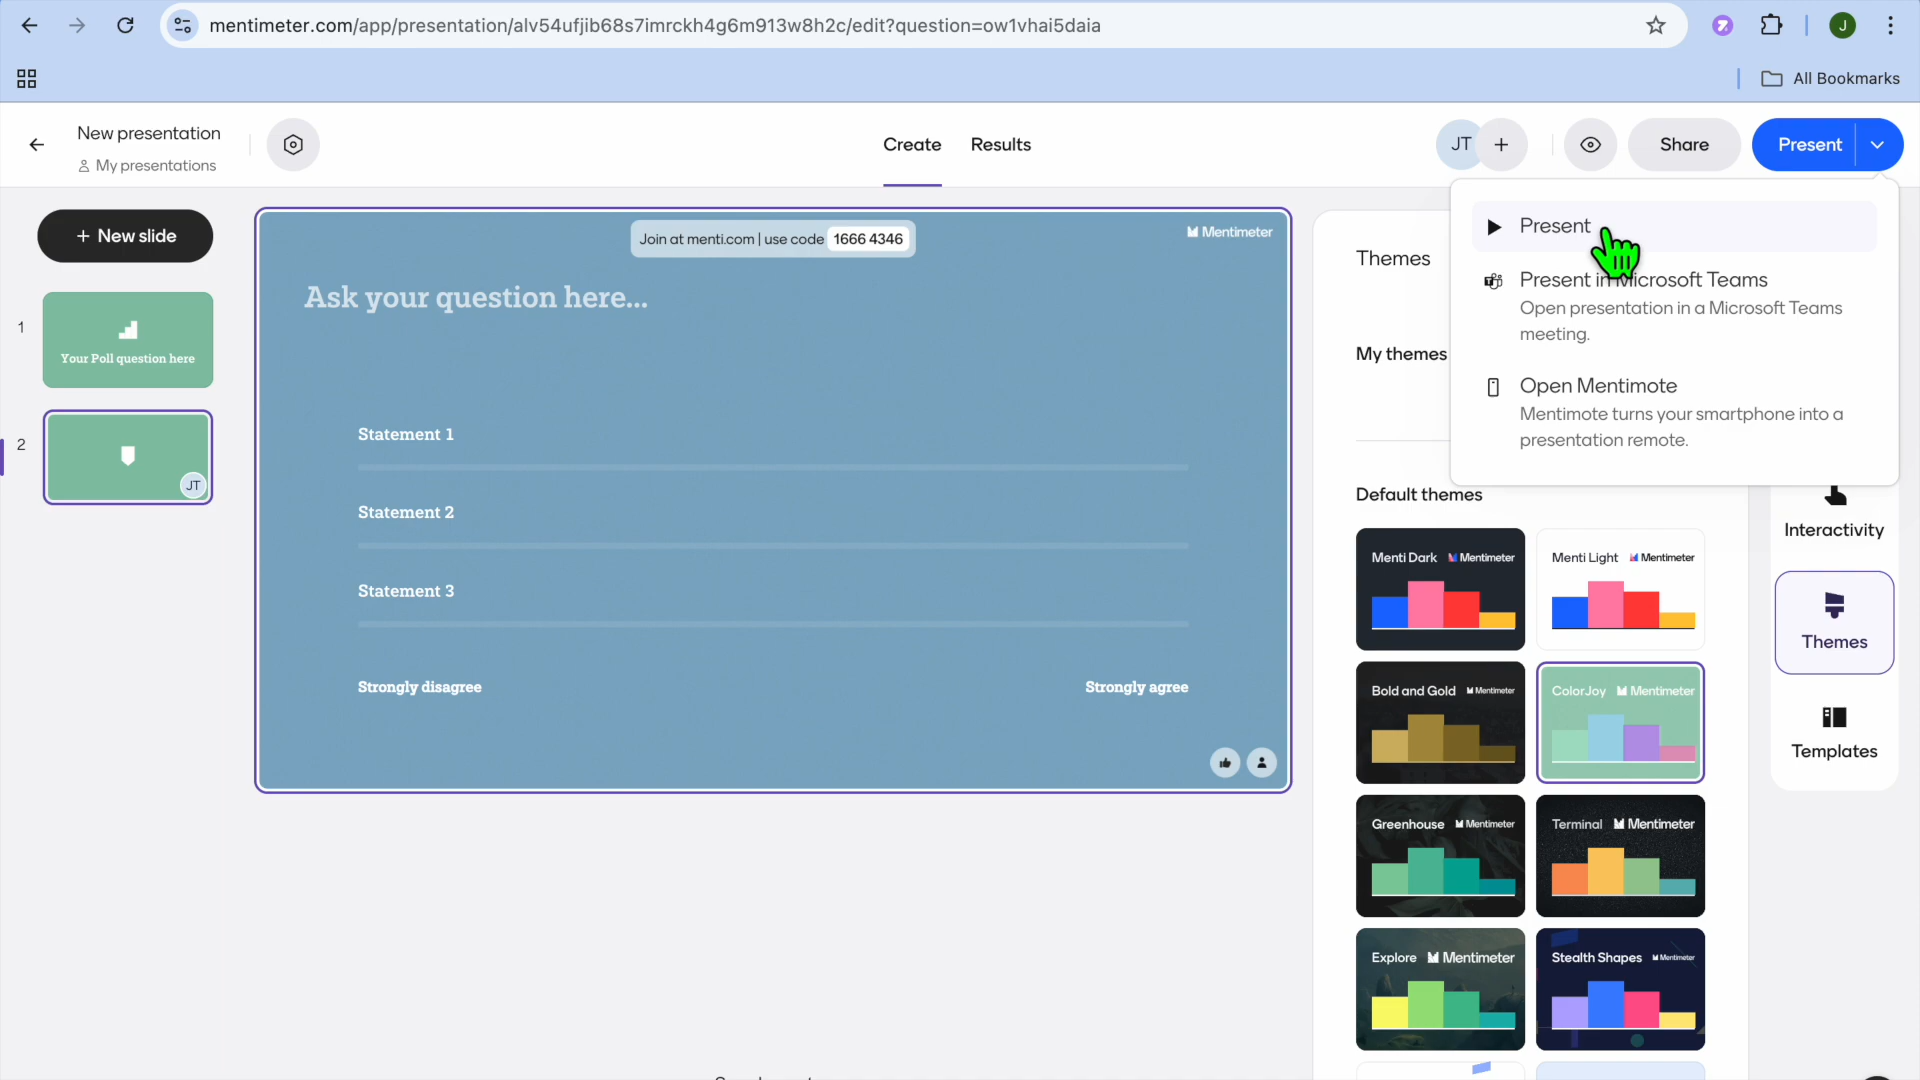 mentimeter.com/app/presentation/alv54ufjib68s7imrckh4g6m913w8h2c/edit?question=ow1vhai5daia
J
All Bookmarks
New presentation
My presentations
Create
Results
JT
+
Share
Present
+ New slide
1
Your Poll question here
2
JT
Join at menti.com | use code 1666 4346
Mentimeter
Ask your question here...
Statement 1
Statement 2
Statement 3
Strongly disagree
Strongly agree
Themes
My themes
Default themes
Present
Present in Microsoft Teams
Open presentation in a Microsoft Teams
meeting.
Open Mentimote
Mentimote turns your smartphone into a
presentation remote.
Menti Dark Mentimeter
Menti Light Mentimeter
Bold and Gold Mentimeter
ColorJoy Mentimeter
Greenhouse Mentimeter
Terminal Mentimeter
Explore Mentimeter
Stealth Shapes Mentimeter
Interactivity
Themes
Templates